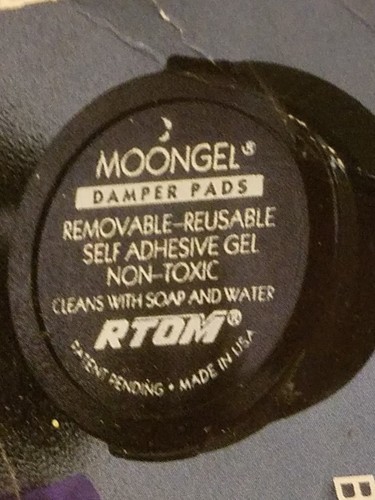 MOONGEL®
DAMPER PADS
REMOVABLE-REUSABLE
SELF ADHESIVE GEL
NON-TOXIC
CLEANS WITH SOAP AND WATER
RTOM®
PATENT PENDING • MADE IN USA
B